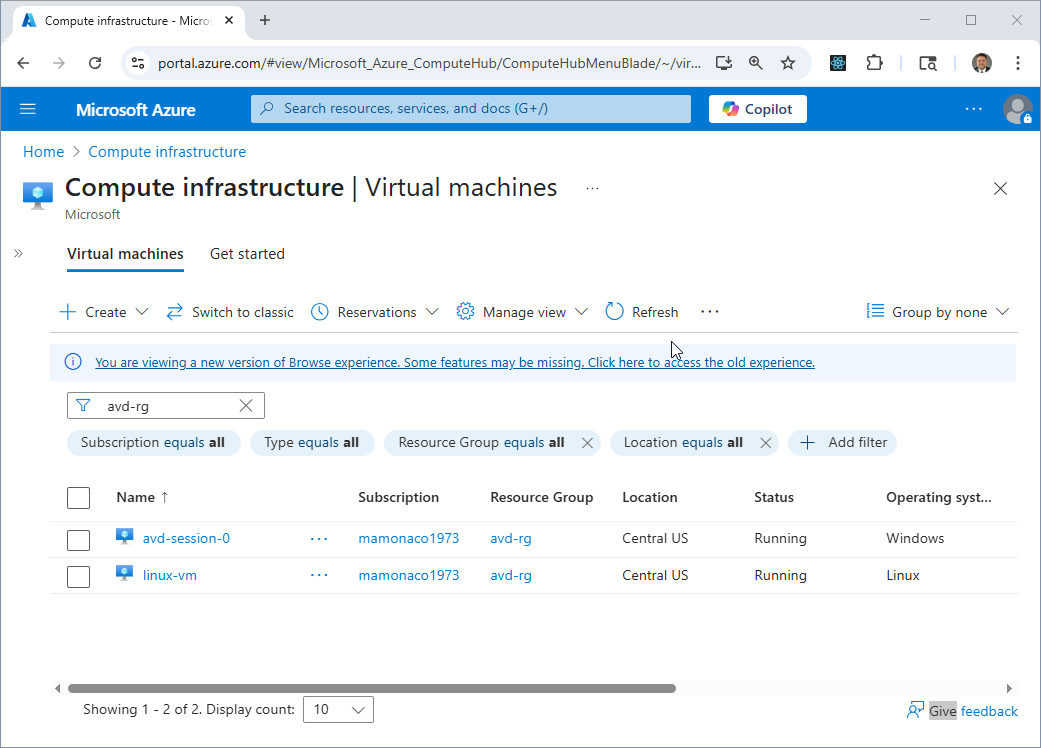 Compute infrastructure - Micro
portal.azure.com/#view/Microsoft_Azure_ComputeHub/ComputeHubMenuBlade/~/vir...
Microsoft Azure
Search resources, services, and docs (G+/)
Copilot
Home > Compute infrastructure
Compute infrastructure | Virtual machines
Microsoft
Virtual machines Get started
Create Switch to classic Reservations Manage view Refresh Group by none
You are viewing a new version of Browse experience. Some features may be missing. Click here to access the old experience.
avd-rg
Subscription equals all Type equals all Resource Group equals all Location equals all Add filter
Name ↑ Subscription Resource Group Location Status Operating syst...
avd-session-0 mamonaco1973 avd-rg Central US Running Windows
linux-vm mamonaco1973 avd-rg Central US Running Linux
Showing 1 - 2 of 2. Display count: 10
Give feedback